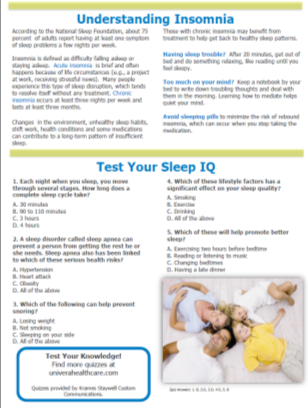 Understanding Insomnia
According to the National Sleep Foundation, about 75
percent of adults report having at least one symptom
of sleep problems a few nights per week.
Insomnia is defined as difficulty falling asleep or
staying asleep. Acute insomnia is brief and often
happens because of life circumstances (e.g., a project
at work, receiving stressful news). Many people
experience this type of sleep disruption, which tends
to resolve itself without any treatment. Chronic
insomnia occurs at least three nights per week and
lasts at least three months.
Changes in the environment, unhealthy sleep habits,
shift work, health conditions and some medications
can contribute to a long-term pattern of insufficient
sleep.
Those with chronic insomnia may benefit from
treatment to help get back to healthy sleep patterns.
Having sleep trouble? After 20 minutes, get out of
bed and do something relaxing, like reading until you
feel sleepy.
Too much on your mind? Keep a notebook by your
bed to write down troubling thoughts and deal with
them in the morning. Learning how to mediate helps
quiet your mind.
Avoid sleeping pills to minimize the risk of rebound
insomnia, which can occur when you stop taking the
medication.
Test Your Sleep IQ
1. Each night when you sleep, you move
through several stages. How long does a
complete sleep cycle take?
A. 30 minutes
B. 90 to 110 minutes
C. 3 hours
D. 4 hours
2. A sleep disorder called sleep apnea can
prevent a person from getting the rest he or
she needs. Sleep apnea also has been linked
to which of these serious health risks?
A. Hypertension
B. Heart attack
C. Obesity
D. All of the above
3. Which of the following can help prevent
snoring?
A. Losing weight
B. Not smoking
C. Sleeping on your side
D. All of the above
Test Your Knowledge!
Find more quizzes at
univerahealthcare.com
Quizzes provided by Krames Staywell Custom
Communications.
4. Which of these lifestyle factors has a
significant effect on your sleep quality?
A. Smoking
B. Exercise
C. Drinking
D. All of the above
5. Which of these will help promote better
sleep?
A. Exercising two hours before bedtime
B. Reading or listening to music
C. Changing bedtimes
D. Having a late dinner